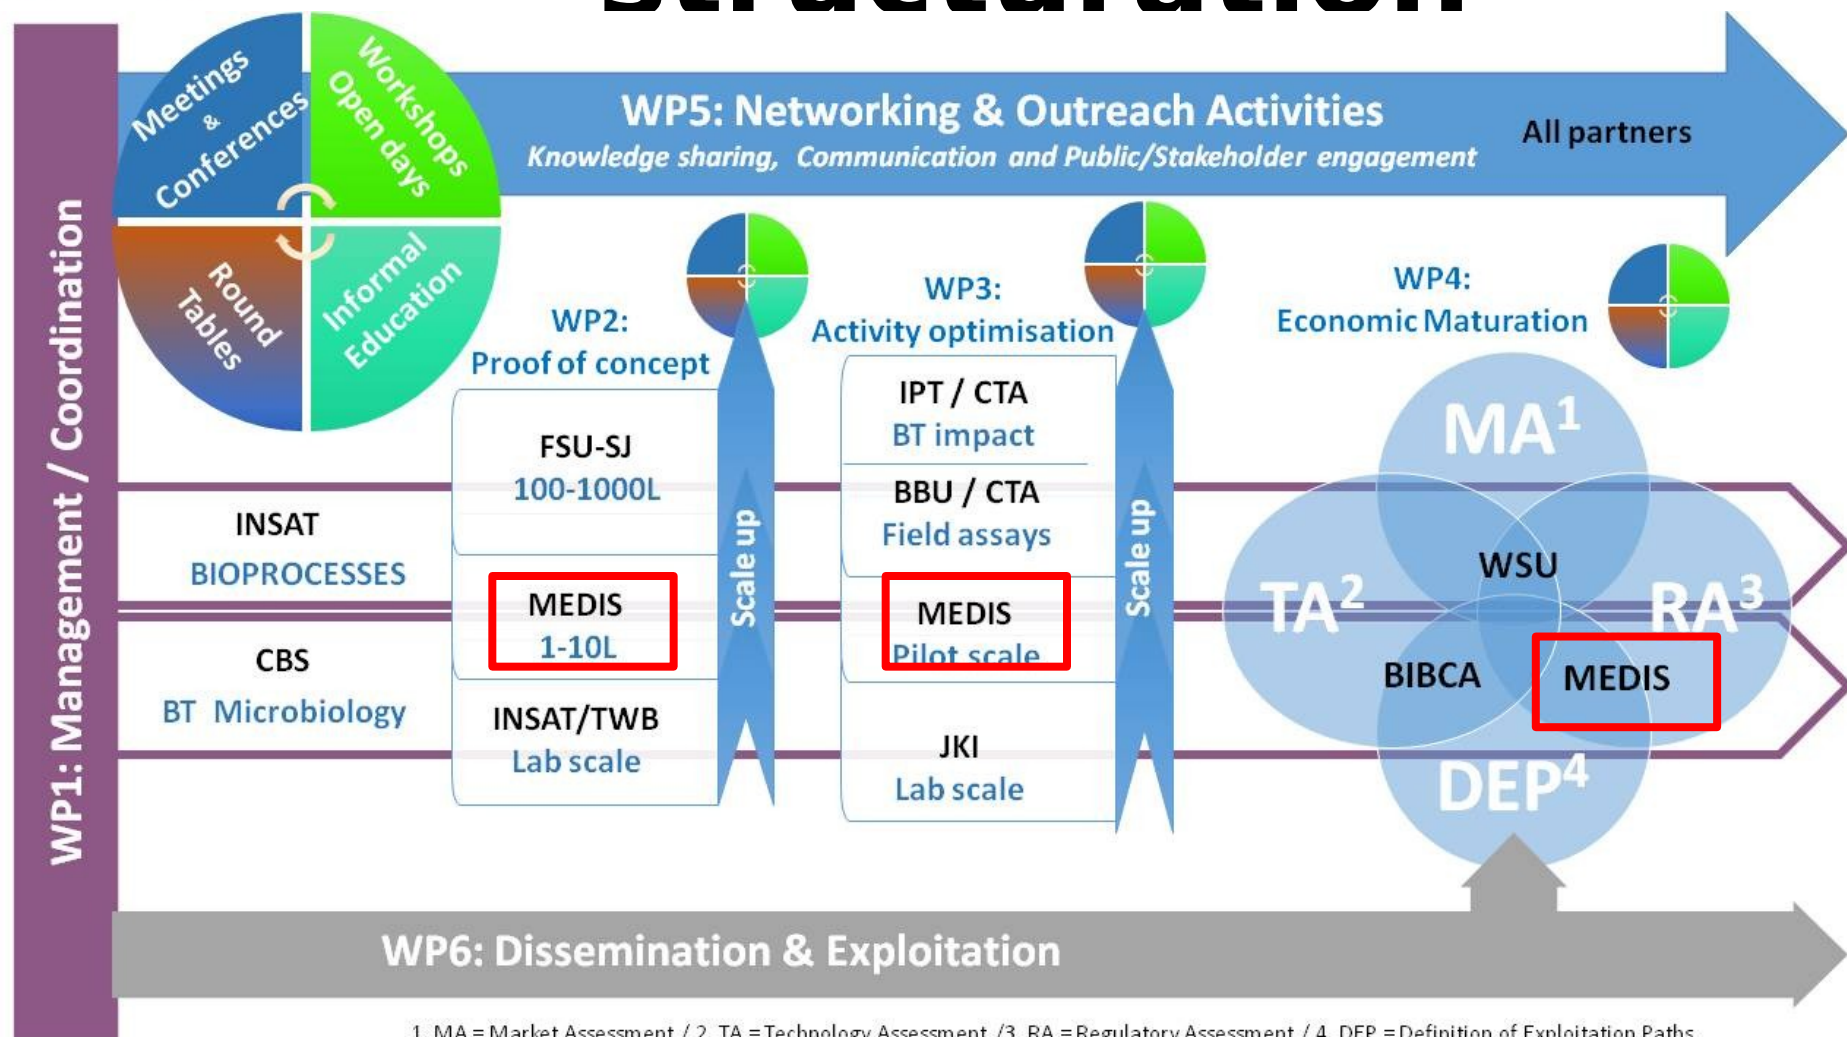 structuration
WP1: Management / Coordination
Meetings
&
Conferences
Workshops
Open days
Round
Tables
Informal
Education
WP5: Networking & Outreach Activities
Knowledge sharing, Communication and Public/Stakeholder engagement
All partners
WP2:
Proof of concept
WP3:
Activity optimisation
WP4:
Economic Maturation
INSAT
BIOPROCESSES
CBS
BT Microbiology
FSU-SJ
100-1000L
MEDIS
1-10L
INSAT/TWB
Lab scale
Scale up
IPT / CTA
BT impact
BBU / CTA
Field assays
MEDIS
Pilot scale
JKI
Lab scale
Scale up
MA¹
TA²
RA³
DEP⁴
WSU
BIBCA
MEDIS
WP6: Dissemination & Exploitation
1. MA = Market Assessment / 2. TA = Technology Assessment /3. RA = Regulatory Assessment / 4. DEP = Definition of Exploitation Paths